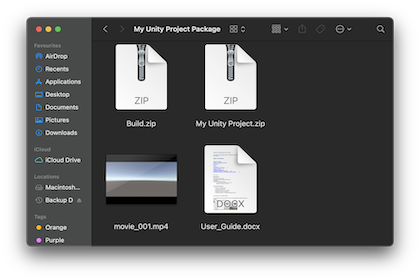 My Unity Project Package
Favourites
AirDrop
Recents
Applications
Desktop
Documents
Pictures
Downloads
iCloud
iCloud Drive
Locations
Macintosh...
Backup D
Tags
Orange
Purple
ZIP
ZIP
Build.zip
My Unity Project.zip
DOCX
movie_001.mp4
User_Guide.docx